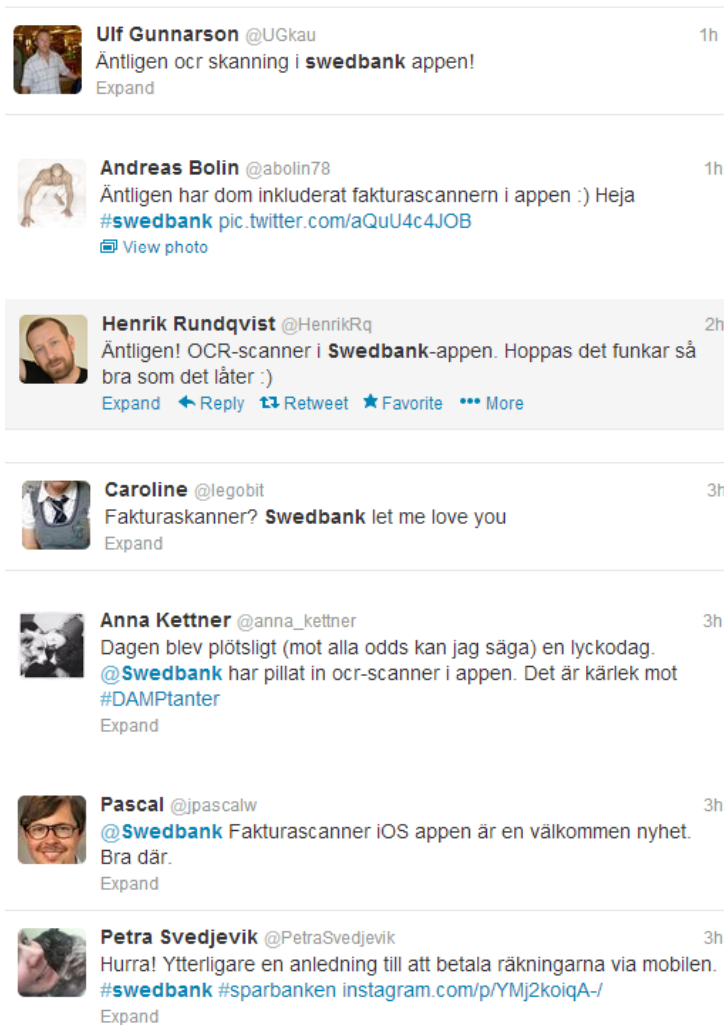 Ulf Gunnarson @UGkau 1h
Äntligen ocr skanning i swedbank appen!
Expand
Andreas Bolin @abolin78 1h
Äntligen har dom inkluderat fakturascannern i appen :) Heja
#swedbank pic.twitter.com/aQuU4c4JOB
View photo
Henrik Rundqvist @HenrikRq 2h
Äntligen! OCR-scanner i Swedbank-appen. Hoppas det funkar så
bra som det låter :)
Expand Reply Retweet Favorite More
Caroline @legobit 3h
Fakturaskanner? Swedbank let me love you
Expand
Anna Kettner @anna_kettner 3h
Dagen blev plötsligt (mot alla odds kan jag säga) en lyckodag.
@Swedbank har pillat in ocr-scanner i appen. Det är kärlek mot
#DAMPtanter
Expand
Pascal @jpascalw 3h
@Swedbank Fakturascanner iOS appen är en välkommen nyhet.
Bra där.
Expand
Petra Svedjevik @PetraSvedjevik 3h
Hurra! Ytterligare en anledning till att betala räkningarna via mobilen.
#swedbank #sparbanken instagram.com/p/YMj2koiqA-/
Expand